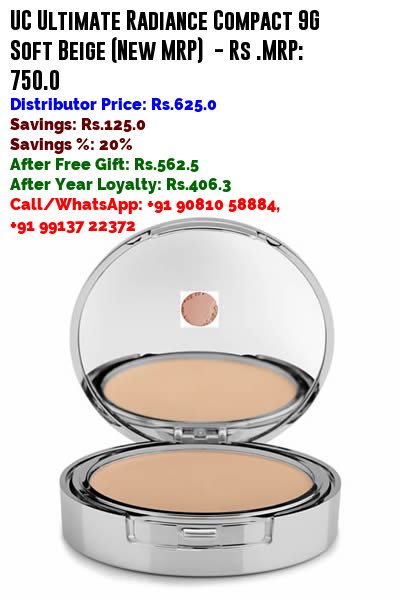 UC Ultimate Radiance Compact 9G
Soft Beige (New MRP) - Rs .MRP:
750.0
Distributor Price: Rs.625.0
Savings: Rs.125.0
Savings %: 20%
After Free Gift: Rs.562.5
After Year Loyalty: Rs.406.3
Call/WhatsApp: +91 90810 58884,
+91 99137 22372